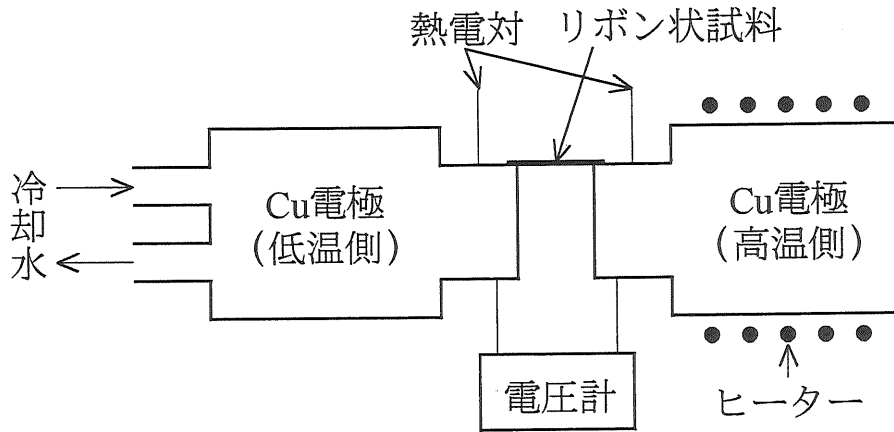 熱電対
リボン状試料
冷却水
Cu電極
(低温側)
Cu電極
(高温側)
電圧計
ヒーター